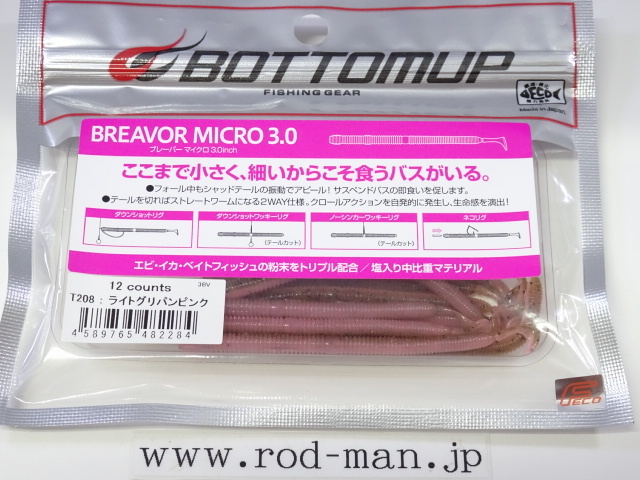 BOTTOMUP
FISHING GEAR
ECO
Made in Japan
BREAVOR MICRO 3.0
ブレーバー マイクロ 3.0inch
ここまで小さく、細いからこそ食うバスがいる。
●フォール中もシャッドテールの振動でアピール！サスペンドバスの即食いを促します。
●テールを切ればストレートワームになる2WAY仕様。クロールアクションを自発的に発生し、生命感を演出！
ダウンショットリグ
ダウンショットワッキーリグ
ノーシンカーワッキーリグ
ネコリグ
(テールカット)
(テールカット)
エビ・イカ・ベイトフィッシュの粉末をトリプル配合／塩入り中比重マテリアル
12 counts
36V
T208 : ライトグリパンピンク
4 589765 482284
UECO
www.rod-man.jp